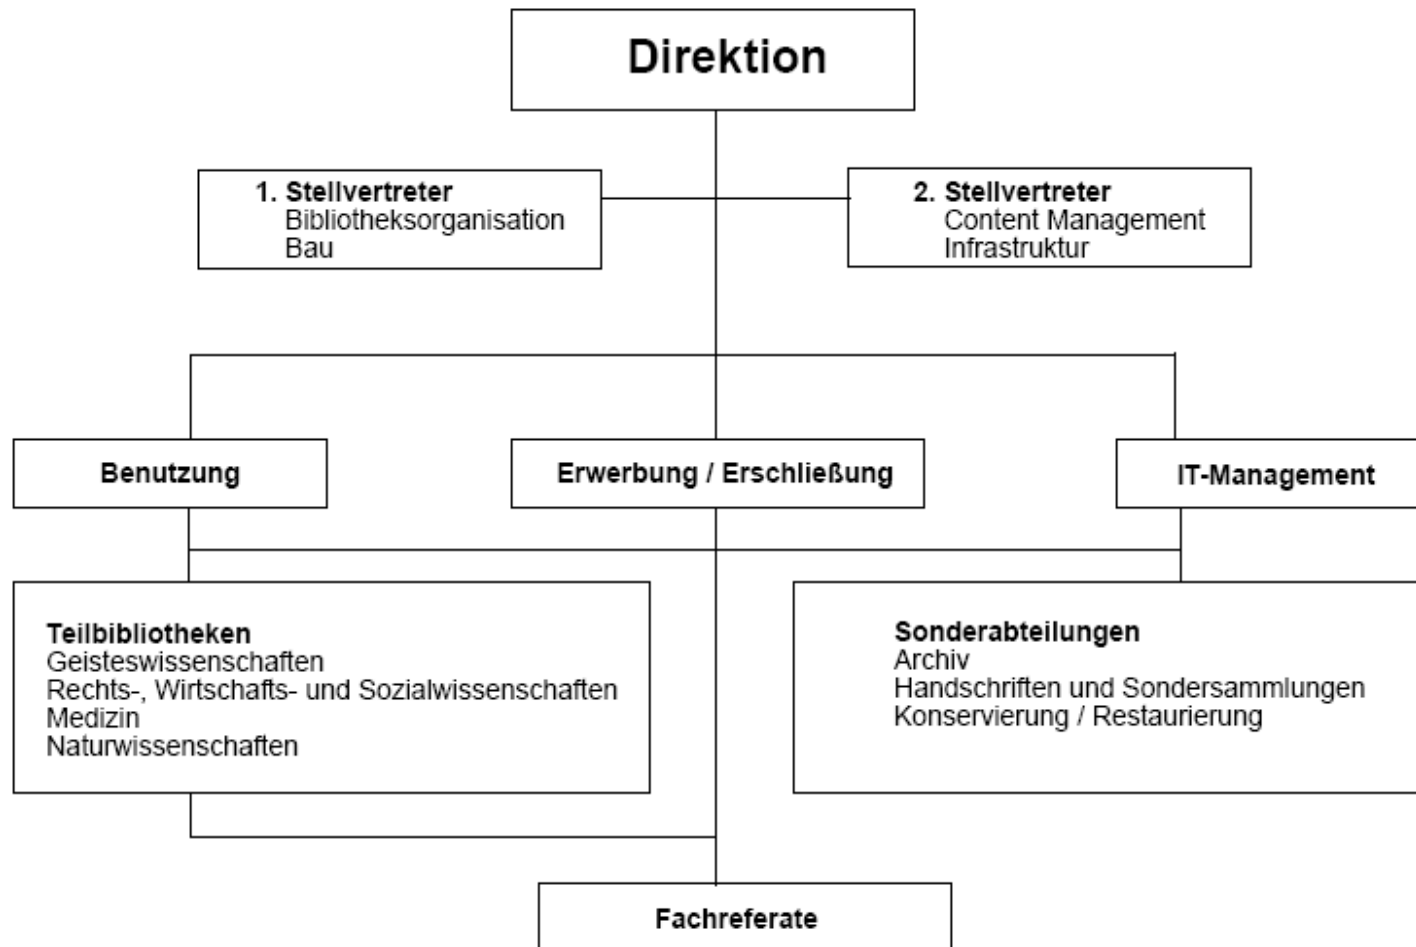 Direktion
1. Stellvertreter
Bibliotheksorganisation
Bau
2. Stellvertreter
Content Management
Infrastruktur
Benutzung
Erwerbung / Erschließung
IT-Management
Teilbibliotheken
Geisteswissenschaften
Rechts-, Wirtschafts- und Sozialwissenschaften
Medizin
Naturwissenschaften
Sonderabteilungen
Archiv
Handschriften und Sondersammlungen
Konservierung / Restaurierung
Fachreferate